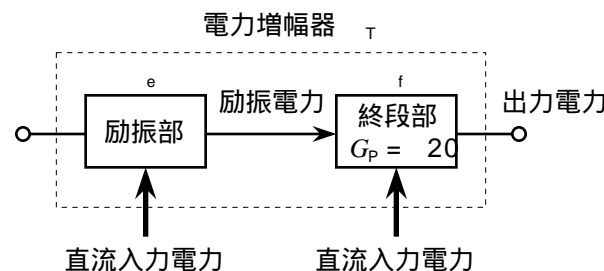 電力増幅器 T
e
f
励振電力
出力電力
励振部
終段部
G_P = 20
直流入力電力
直流入力電力